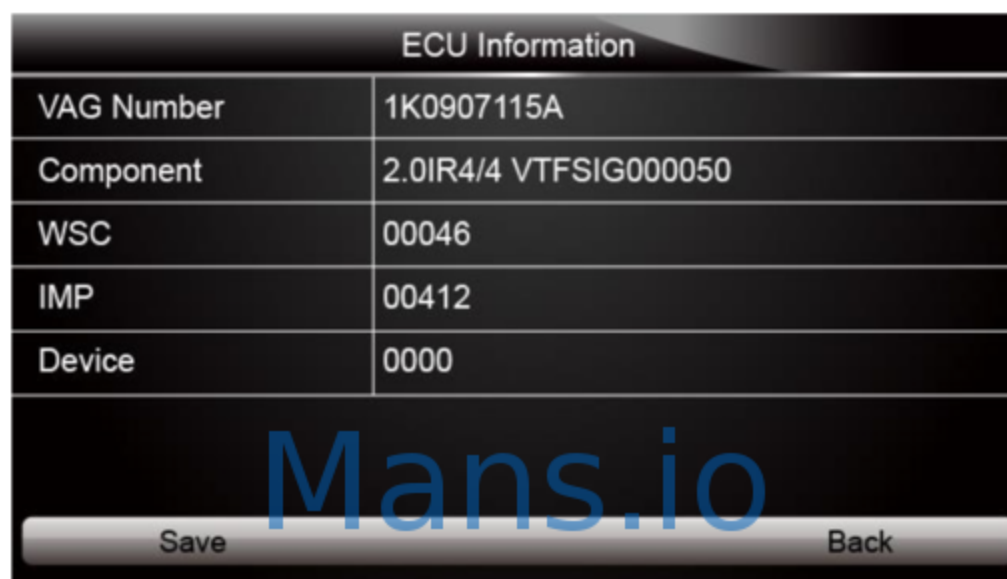 ECU Information
VAG Number 1K0907115A
Component 2.0IR4/4 VTFSIG000050
WSC 00046
IMP 00412
Device 0000
Mans.io
Save Back